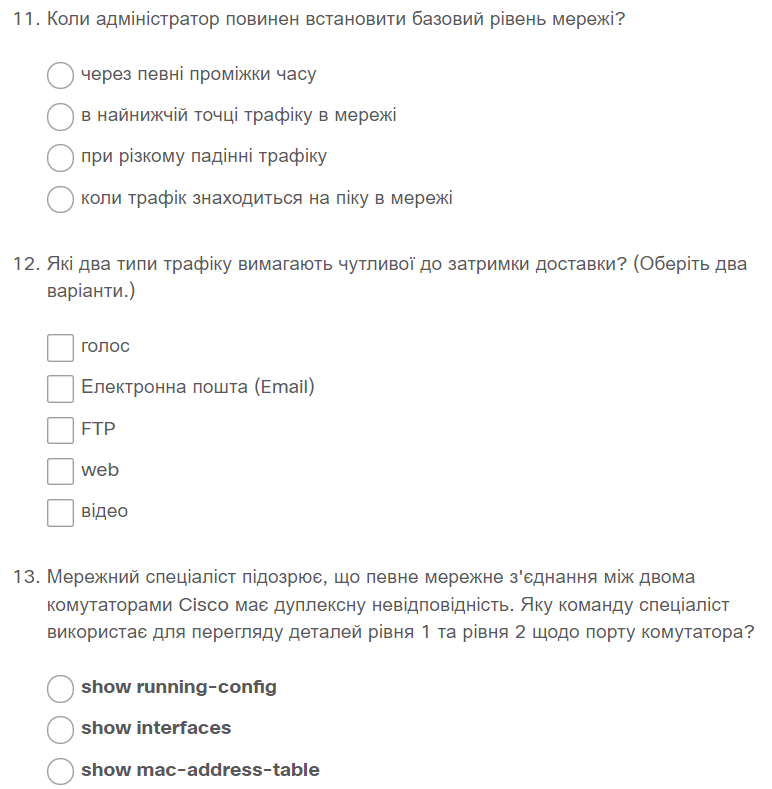 11. Коли адміністратор повинен встановити базовий рівень мережі?
через певні проміжки часу
в найнижчій точці трафіку в мережі
при різкому падінні трафіку
коли трафік знаходиться на піку в мережі
12. Які два типи трафіку вимагають чутливої до затримки доставки? (Оберіть два
варіанти.)
голос
Електронна пошта (Email)
FTP
web
відео
13. Мережний спеціаліст підозрює, що певне мережне з'єднання між двома
комутаторами Cisco має дуплексну невідповідність. Яку команду спеціаліст
використає для перегляду деталей рівня 1 та рівня 2 щодо порту комутатора?
show running-config
show interfaces
show mac-address-table